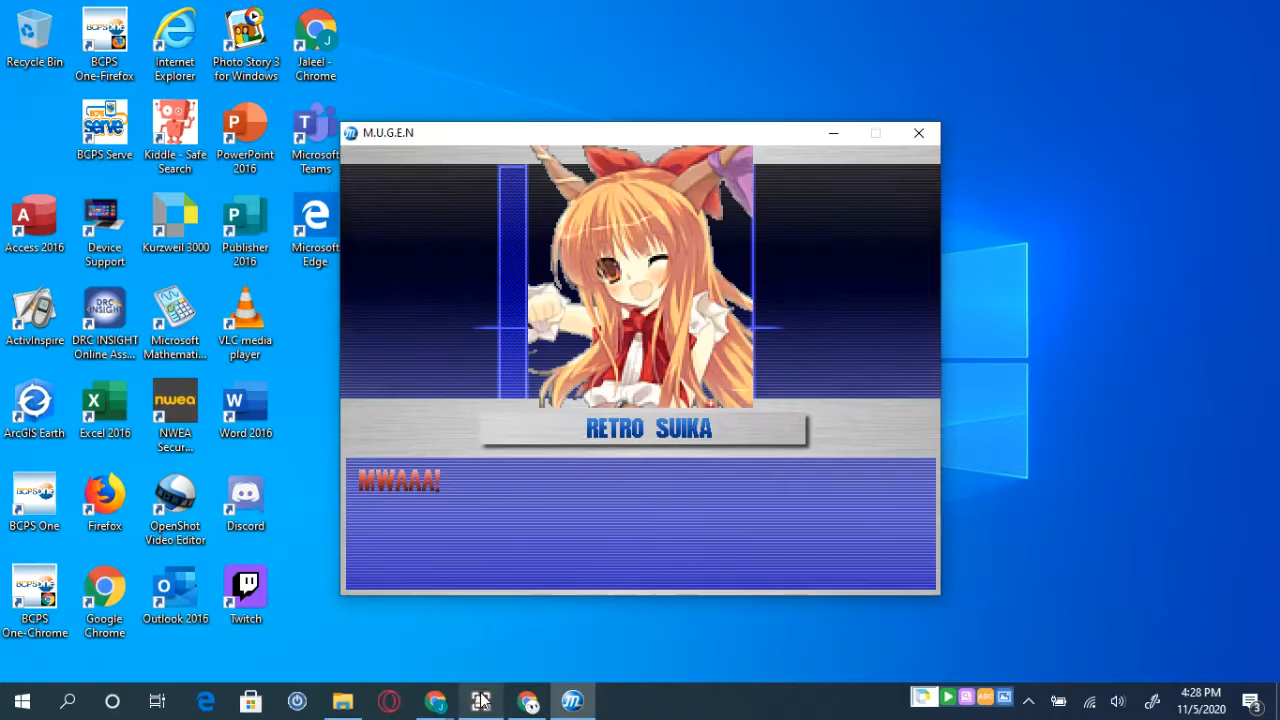 Recycle Bin
BCPS
One-Firefox
Internet
Explorer
Photo Story 3
for Windows
Jaleel -
Chrome
BCPS Serve
Kiddle - Safe
Search
PowerPoint
2016
Microsoft
Teams
Access 2016
Device
Support
Kurzweil 3000
Publisher
2016
Microsoft
Edge
ActivInspire
DRC INSIGHT
Online Ass...
Microsoft
Mathemati...
VLC media
player
ArcGIS Earth
Excel 2016
NWEA
Secur...
Word 2016
BCPS One
Firefox
OpenShot
Video Editor
Discord
BCPS
One-Chrome
Google
Chrome
Outlook 2016
Twitch
M.U.G.E.N
RETRO SUIKA
MWAAA!
4:28 PM
11/5/2020
3